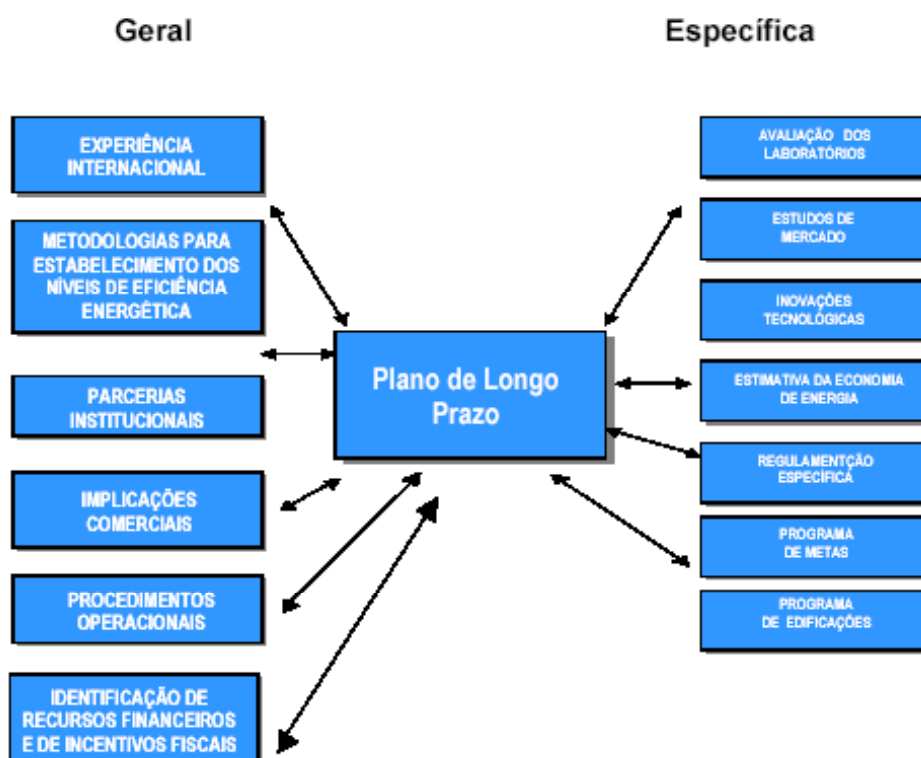 Geral
Específica
EXPERIÊNCIA
INTERNACIONAL
METODOLOGIAS PARA
ESTABELECIMENTO DOS
NÍVEIS DE EFICIÊNCIA
ENERGÉTICA
PARCERIAS
INSTITUCIONAIS
IMPLICAÇÕES
COMERCIAIS
PROCEDIMENTOS
OPERACIONAIS
IDENTIFICAÇÃO DE
RECURSOS FINANCEIROS
E DE INCENTIVOS FISCAIS
Plano de Longo
Prazo
AVALIAÇÃO DOS
LABORATÓRIOS
ESTUDOS DE
MERCADO
INOVAÇÕES
TECNOLÓGICAS
ESTIMATIVA DA ECONOMIA
DE ENERGIA
REGULAMENTÇÃO
ESPECÍFICA
PROGRAMA
DE METAS
PROGRAMA
DE EDIFICAÇÕES